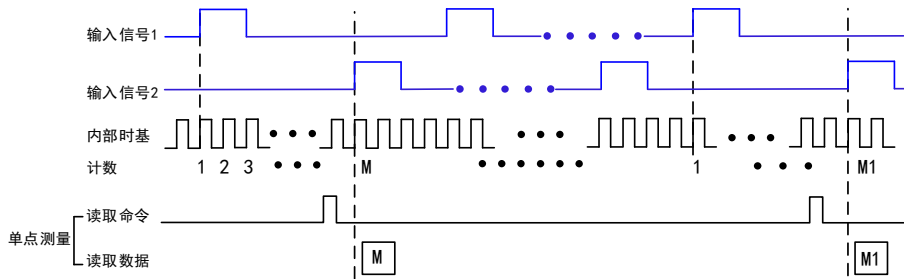 输入信号1
输入信号2
内部时基
计数
1 2 3 M 1 M1
单点测量
读取命令
读取数据
M M1